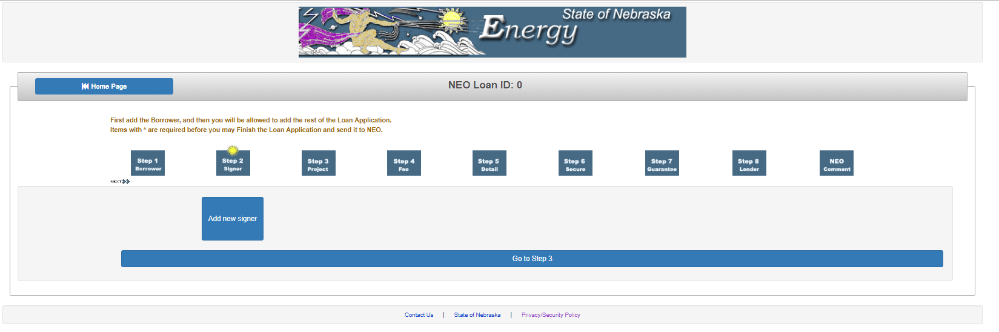 State of Nebraska
Energy
Home Page
NEO Loan ID: 0
First add the Borrower, and then you will be allowed to add the rest of the Loan Application.
Items with * are required before you may Finish the Loan Application and send it to NEO.
Step 1
Borrower
Step 2
Signer
Step 3
Project
Step 4
Fee
Step 5
Detail
Step 6
Secure
Step 7
Guarantee
Step 8
Lender
NEO
Comment
NEXT
Add new signer
Go to Step 3
Contact Us | State of Nebraska | Privacy/Security Policy